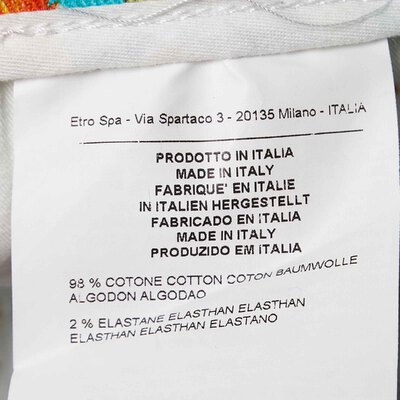 Etro Spa - Via Spartaco 3 - 20135 Milano - ITALIA
PRODOTTO IN ITALIA
MADE IN ITALY
FABRIQUE' EN ITALIE
IN ITALIEN HERGESTELLT
FABRICADO EN ITALIA
MADE IN ITALY
PRODUZIDO EM ITALIA
98 % COTONE COTTON COTON BAUMWOLLE
ALGODON ALGODAO
2 % ELASTANE ELASTHAN ELASTHAN
ELASTHAN ELASTHAN ELASTANO